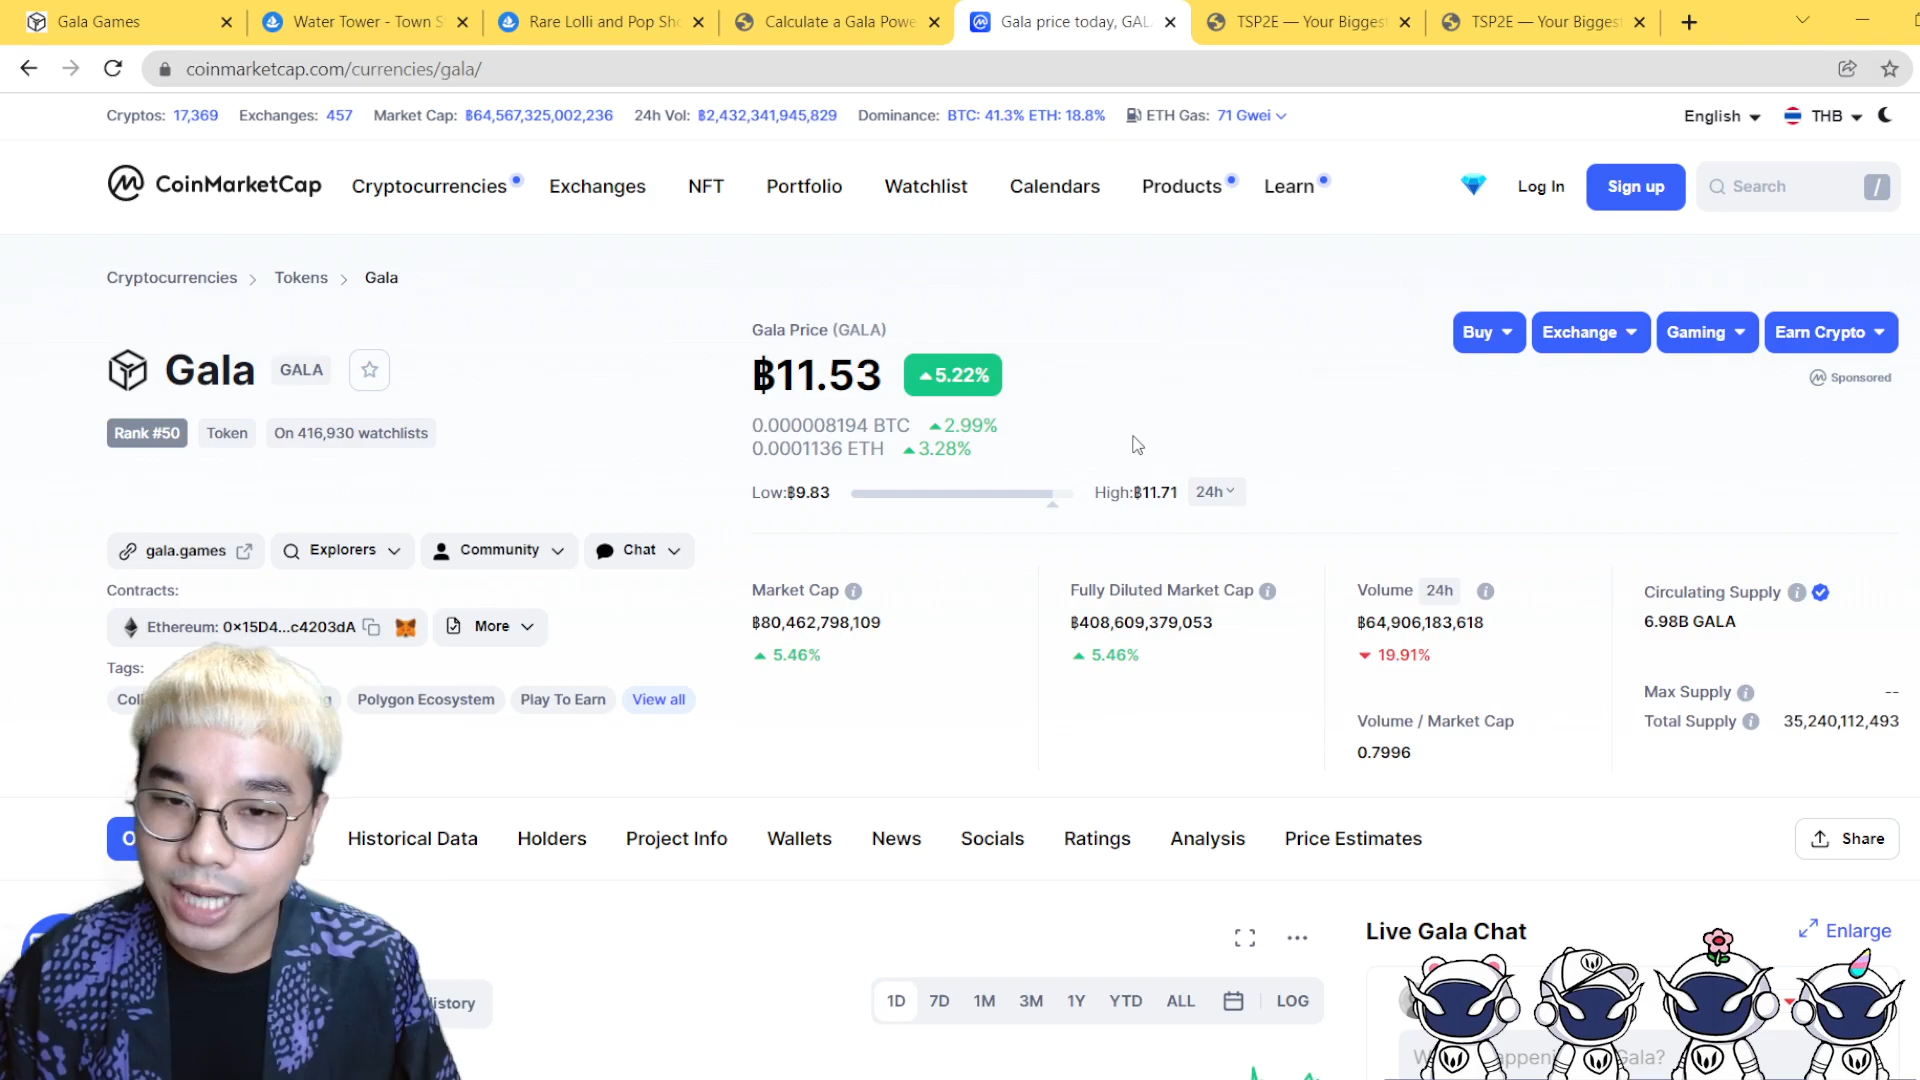 Gala Games
Water Tower - Town S
Rare Lolli and Pop Sho
Calculate a Gala Powe
Gala price today, GAL
TSP2E — Your Biggest
TSP2E — Your Biggest
coinmarketcap.com/currencies/gala/
Cryptos: 17,369 Exchanges: 457 Market Cap: ฿64,567,325,002,236 24h Vol: ฿2,432,341,945,829 Dominance: BTC: 41.3% ETH: 18.8% ETH Gas: 71 Gwei
English THB
CoinMarketCap Cryptocurrencies Exchanges NFT Portfolio Watchlist Calendars Products Learn Log In Sign up Search /
Cryptocurrencies > Tokens > Gala
Gala Price (GALA)
Buy Exchange Gaming Earn Crypto
Gala GALA
฿11.53 5.22%
Sponsored
0.000008194 BTC 2.99%
Rank #50 Token On 416,930 watchlists
0.0001136 ETH 3.28%
Low:฿9.83 High:฿11.71 24h
gala.games Explorers Community Chat
Contracts:
Ethereum: 0x15D4...c4203dA More
Tags:
Polygon Ecosystem Play To Earn View all
Market Cap
฿80,462,798,109
5.46%
Fully Diluted Market Cap
฿408,609,379,053
5.46%
Volume 24h
฿64,906,183,618
19.91%
Volume / Market Cap
0.7996
Circulating Supply
6.98B GALA
Max Supply --
Total Supply 35,240,112,493
Historical Data Holders Project Info Wallets News Socials Ratings Analysis Price Estimates Share
Live Gala Chat Enlarge
1D 7D 1M 3M 1Y YTD ALL LOG
Gala?